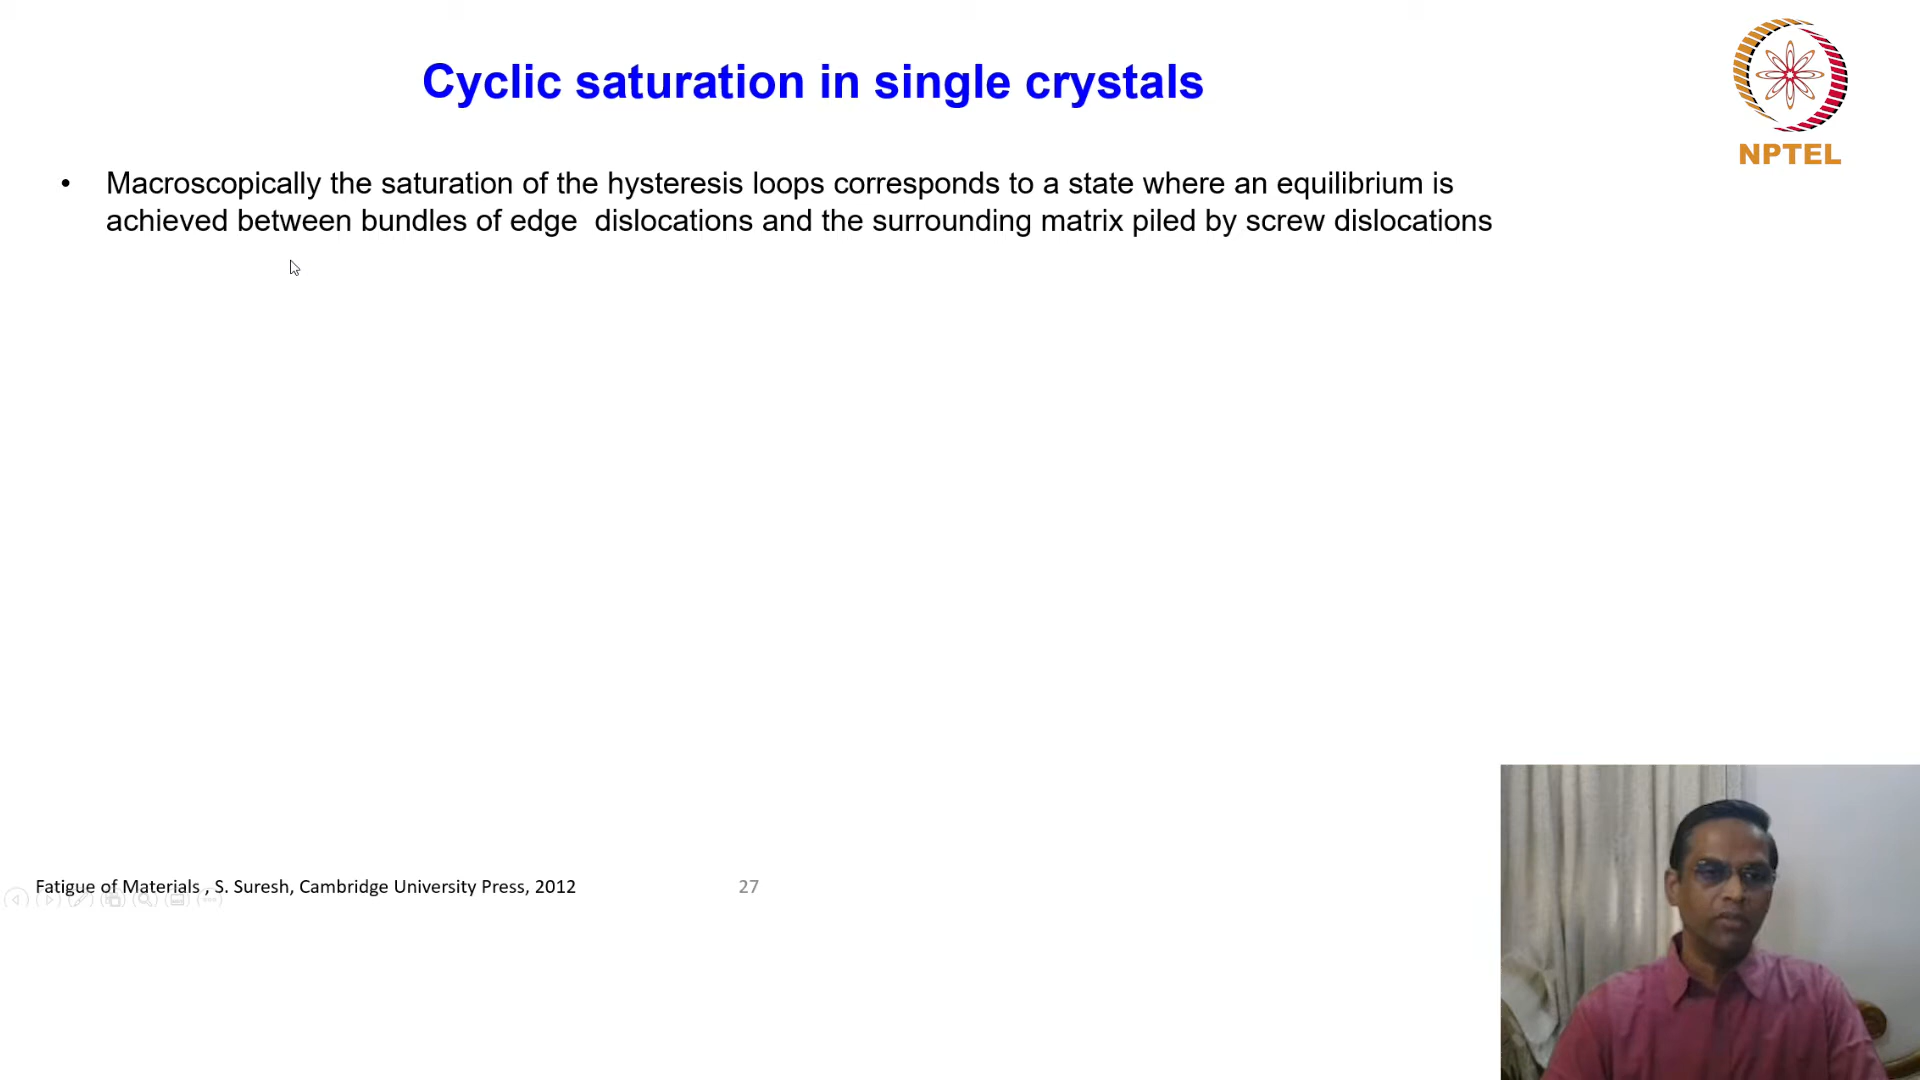 Cyclic saturation in single crystals
NPTEL
• Macroscopically the saturation of the hysteresis loops corresponds to a state where an equilibrium is
achieved between bundles of edge dislocations and the surrounding matrix piled by screw dislocations
Fatigue of Materials , S. Suresh, Cambridge University Press, 2012
27